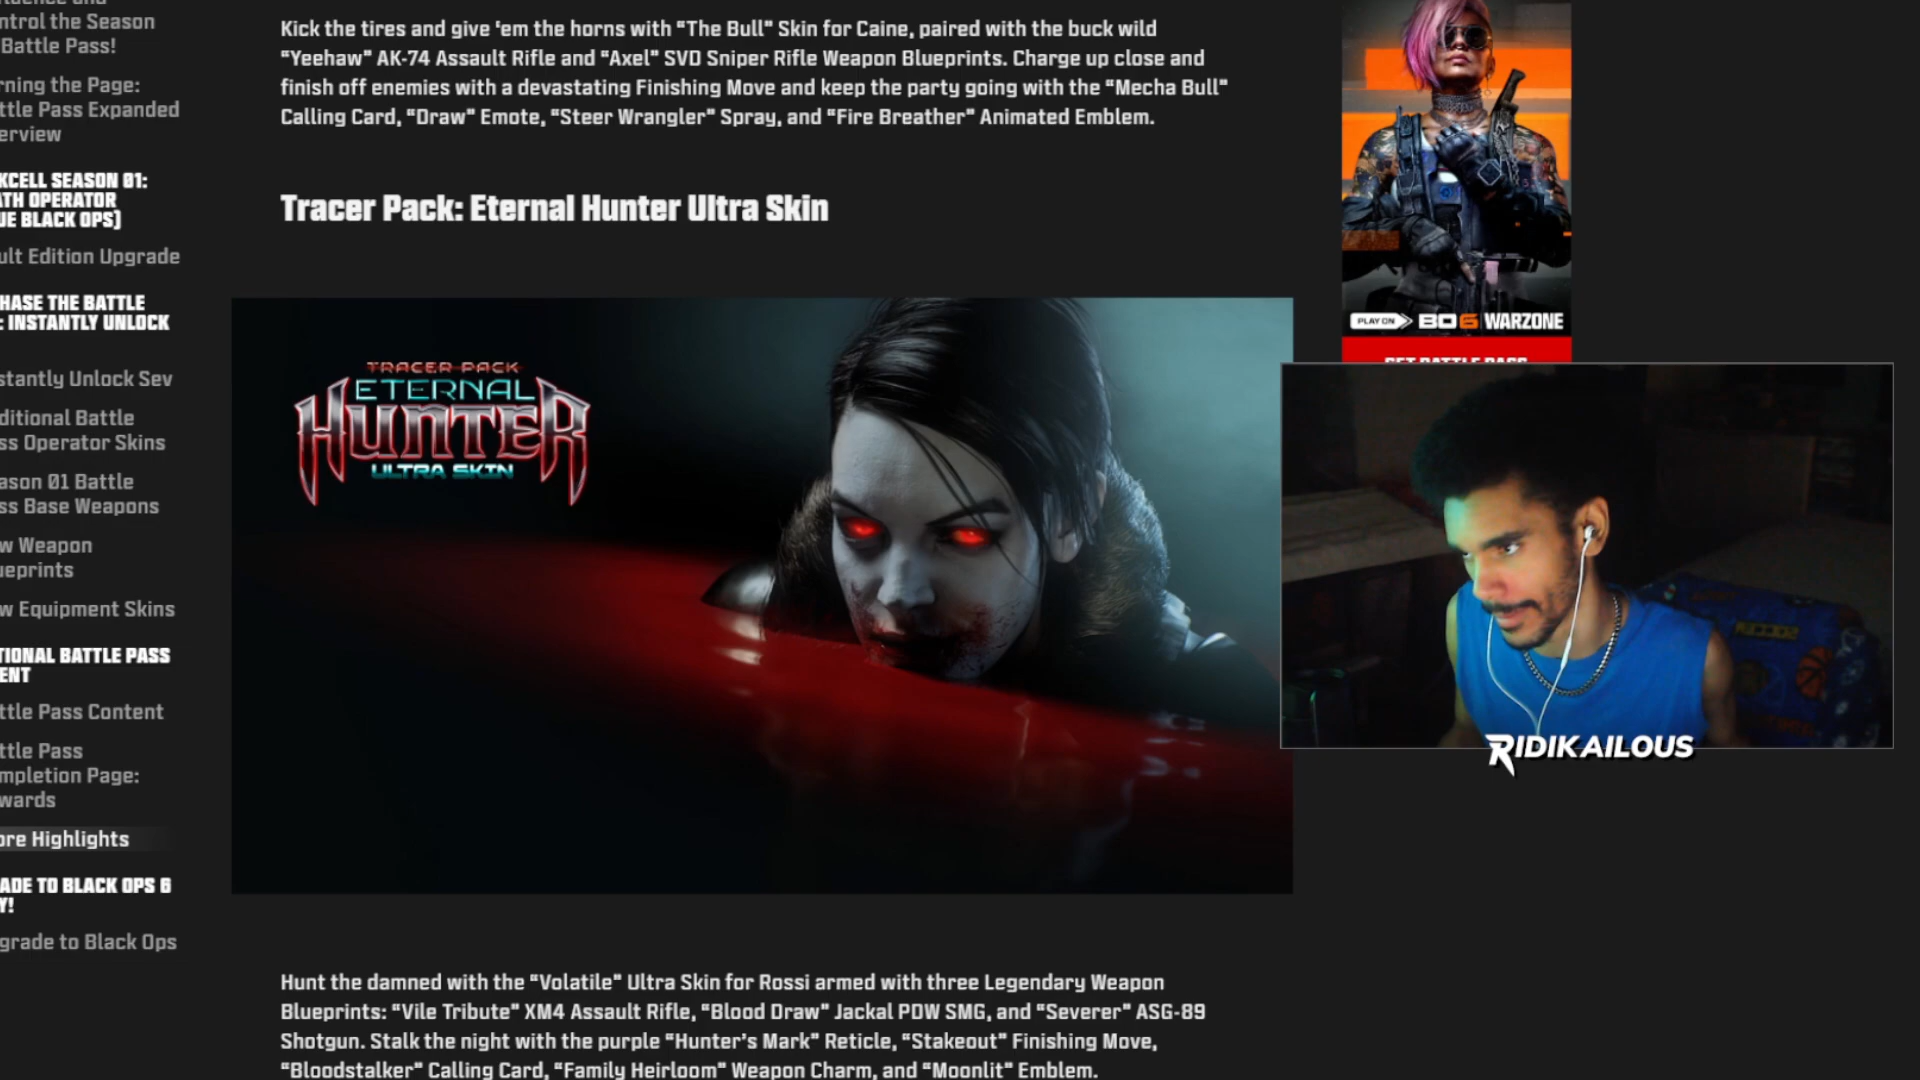 ntrol the Season
Battle Pass!
rning the Page:
ttle Pass Expanded
erview
KCELL SEASON 01:
ATH OPERATOR
UE BLACK OPS)
ult Edition Upgrade
HASE THE BATTLE
: INSTANTLY UNLOCK
stantly Unlock Sev
ditional Battle
ss Operator Skins
ason 01 Battle
ss Base Weapons
w Weapon
ueprints
w Equipment Skins
TIONAL BATTLE PASS
ENT
ttle Pass Content
ttle Pass
mpletion Page:
wards
ore Highlights
ADE TO BLACK OPS 6
Y!
grade to Black Ops
Kick the tires and give ‘em the horns with “The Bull” Skin for Caine, paired with the buck wild
“Yeehaw” AK-74 Assault Rifle and “Axel” SVD Sniper Rifle Weapon Blueprints. Charge up close and
finish off enemies with a devastating Finishing Move and keep the party going with the “Mecha Bull”
Calling Card, “Draw” Emote, “Steer Wrangler” Spray, and “Fire Breather” Animated Emblem.
Tracer Pack: Eternal Hunter Ultra Skin
TRACER PACK
ETERNAL
HUNTER
ULTRA SKIN
Hunt the damned with the “Volatile” Ultra Skin for Rossi armed with three Legendary Weapon
Blueprints: “Vile Tribute” XM4 Assault Rifle, “Blood Draw” Jackal PDW SMG, and “Severer” ASG-89
Shotgun. Stalk the night with the purple “Hunter’s Mark” Reticle, “Stakeout” Finishing Move,
“Bloodstalker” Calling Card, “Family Heirloom” Weapon Charm, and “Moonlit” Emblem.
PLAY ON BO6 WARZONE
GET BATTLE PASS
RIDIKAILOUS